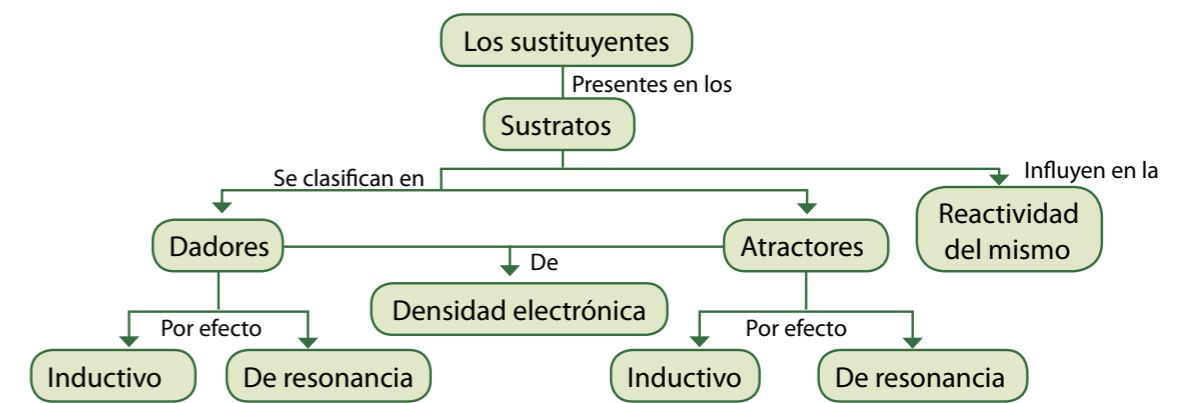 Los sustituyentes
Presentes en los
Sustratos
Se clasifican en
Influyen en la
Reactividad
del mismo
Dadores
Atractores
De
Densidad electrónica
Por efecto
Por efecto
Inductivo
De resonancia
Inductivo
De resonancia